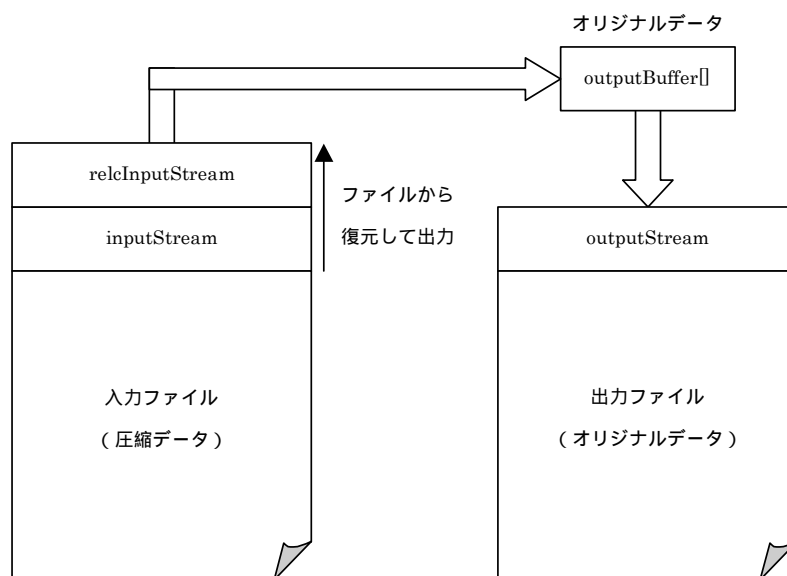 オリジナルデータ
outputBuffer[]
relcInputStream
ファイルから
inputStream
復元して出力
outputStream
入力ファイル
(圧縮データ)
出力ファイル
(オリジナルデータ)